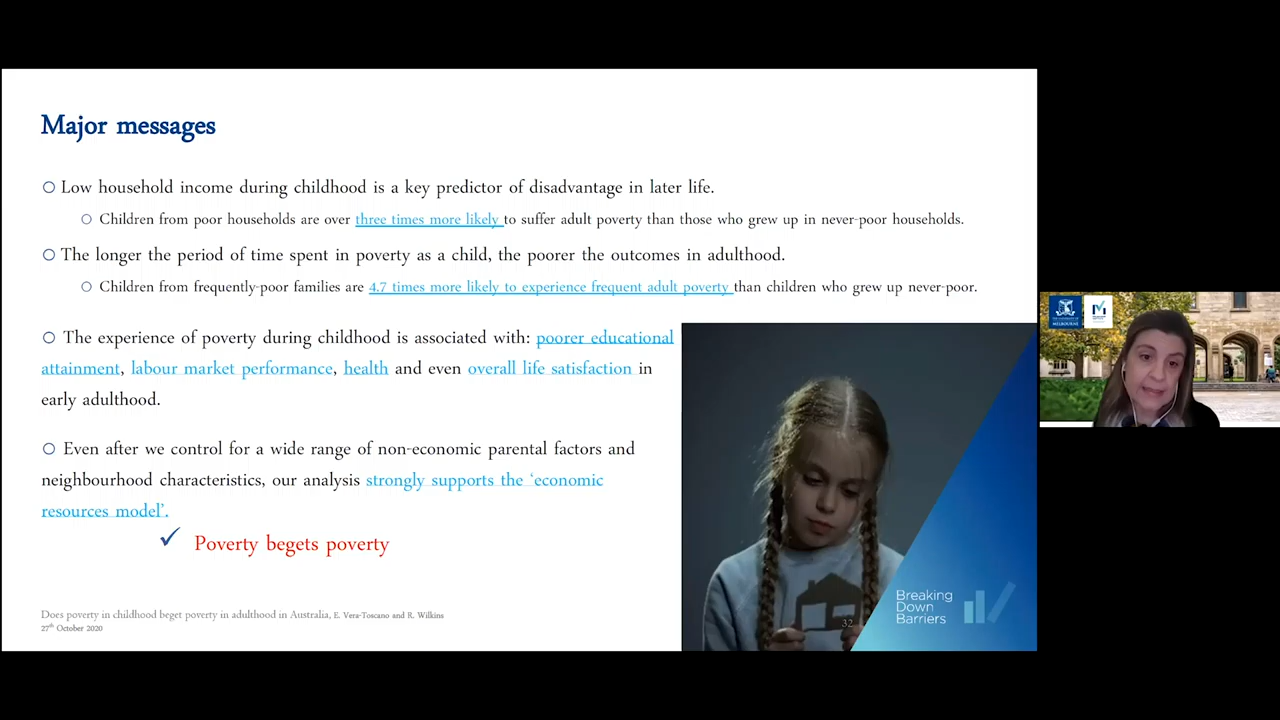 Major messages
Low household income during childhood is a key predictor of disadvantage in later life.
Children from poor households are over three times more likely to suffer adult poverty than those who grew up in never-poor households.
The longer the period of time spent in poverty as a child, the poorer the outcomes in adulthood.
Children from frequently-poor families are 4.7 times more likely to experience frequent adult poverty than children who grew up never-poor.
The experience of poverty during childhood is associated with: poorer educational
attainment, labour market performance, health and even overall life satisfaction in
early adulthood.
Even after we control for a wide range of non-economic parental factors and
neighbourhood characteristics, our analysis strongly supports the ‘economic
resources model’.
✓ Poverty begets poverty
Does poverty in childhood beget poverty in adulthood in Australia, E. Vera-Toscano and R. Wilkins
27th October 2020
32
Breaking
Down
Barriers
MELBOURNE